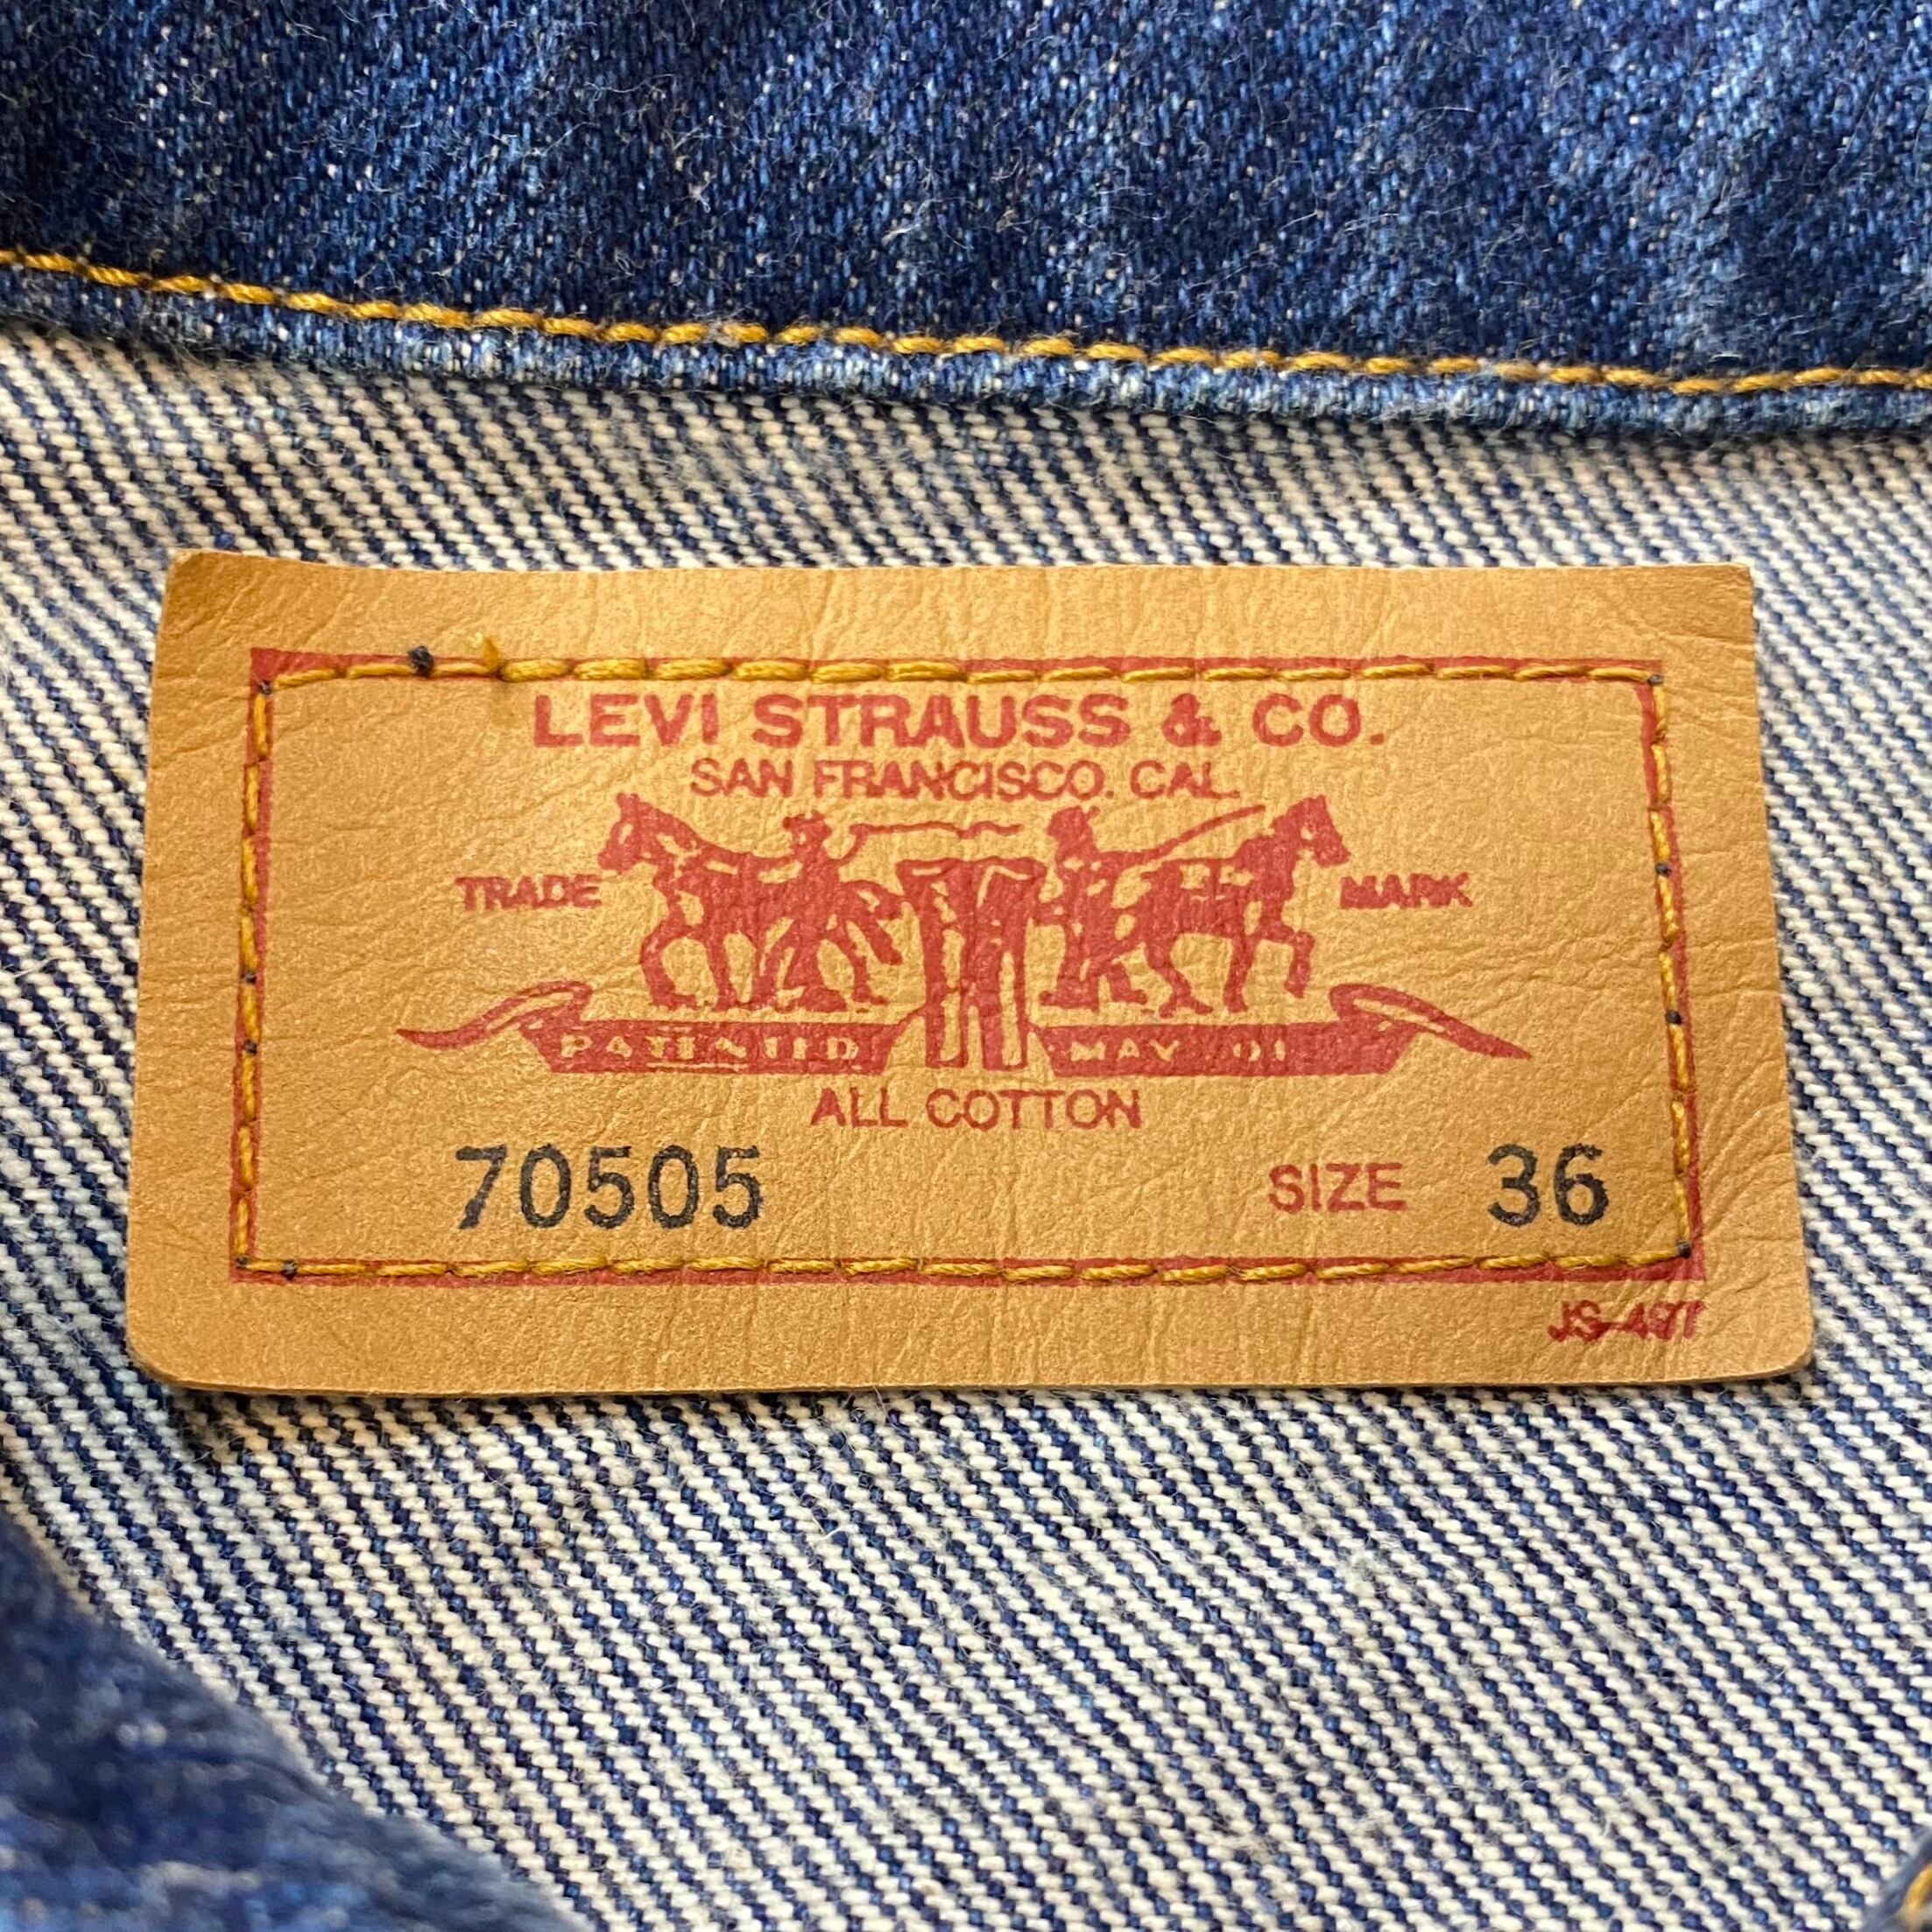 LEVI STRAUSS & CO.
SAN FRANCISCO. CAL.
TRADE MARK
PATENTED MAY 01
ALL COTTON
70505 SIZE 36